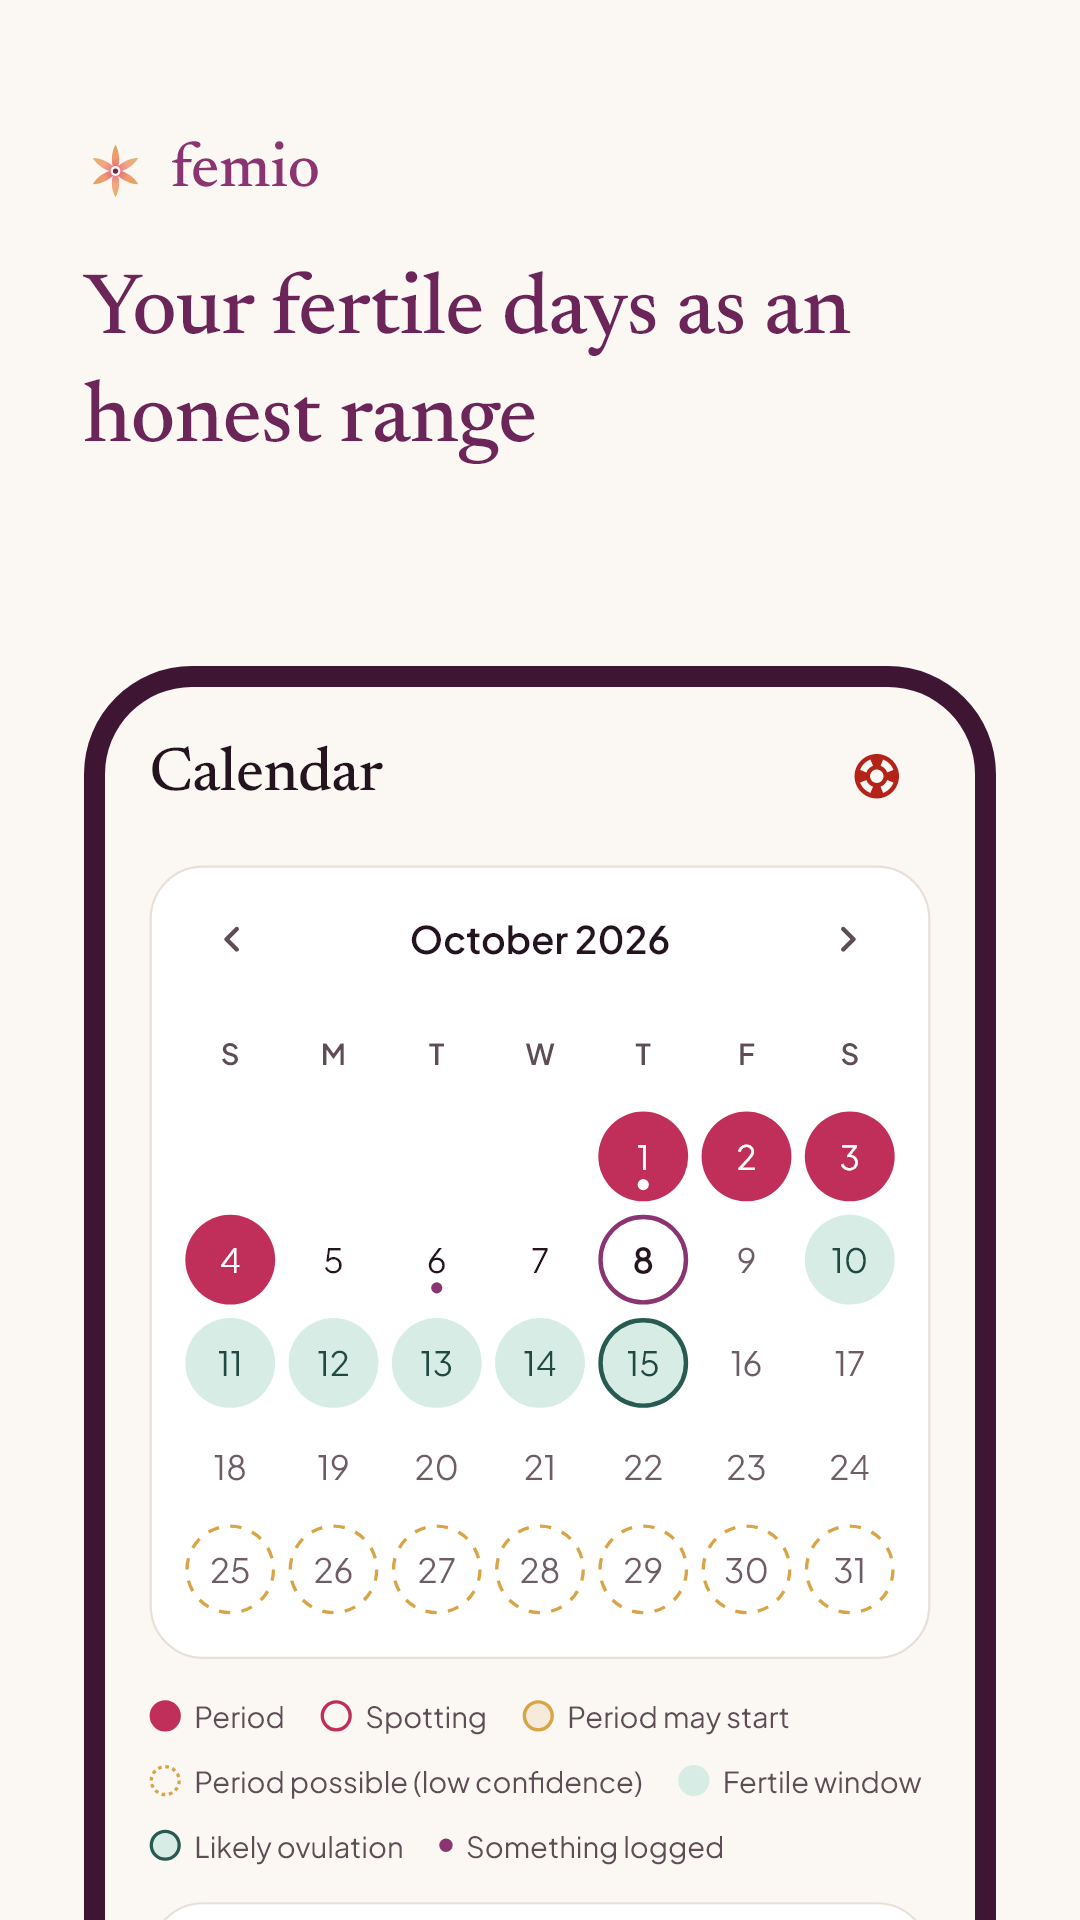 femio
Your fertile days as an
honest range
Calendar
October 2026
S M T W T F S
1 2 3
4 5 6 7 8 9 10
11 12 13 14 15 16 17
18 19 20 21 22 23 24
25 26 27 28 29 30 31
Period Spotting Period may start
Period possible (low confidence) Fertile window
Likely ovulation Something logged